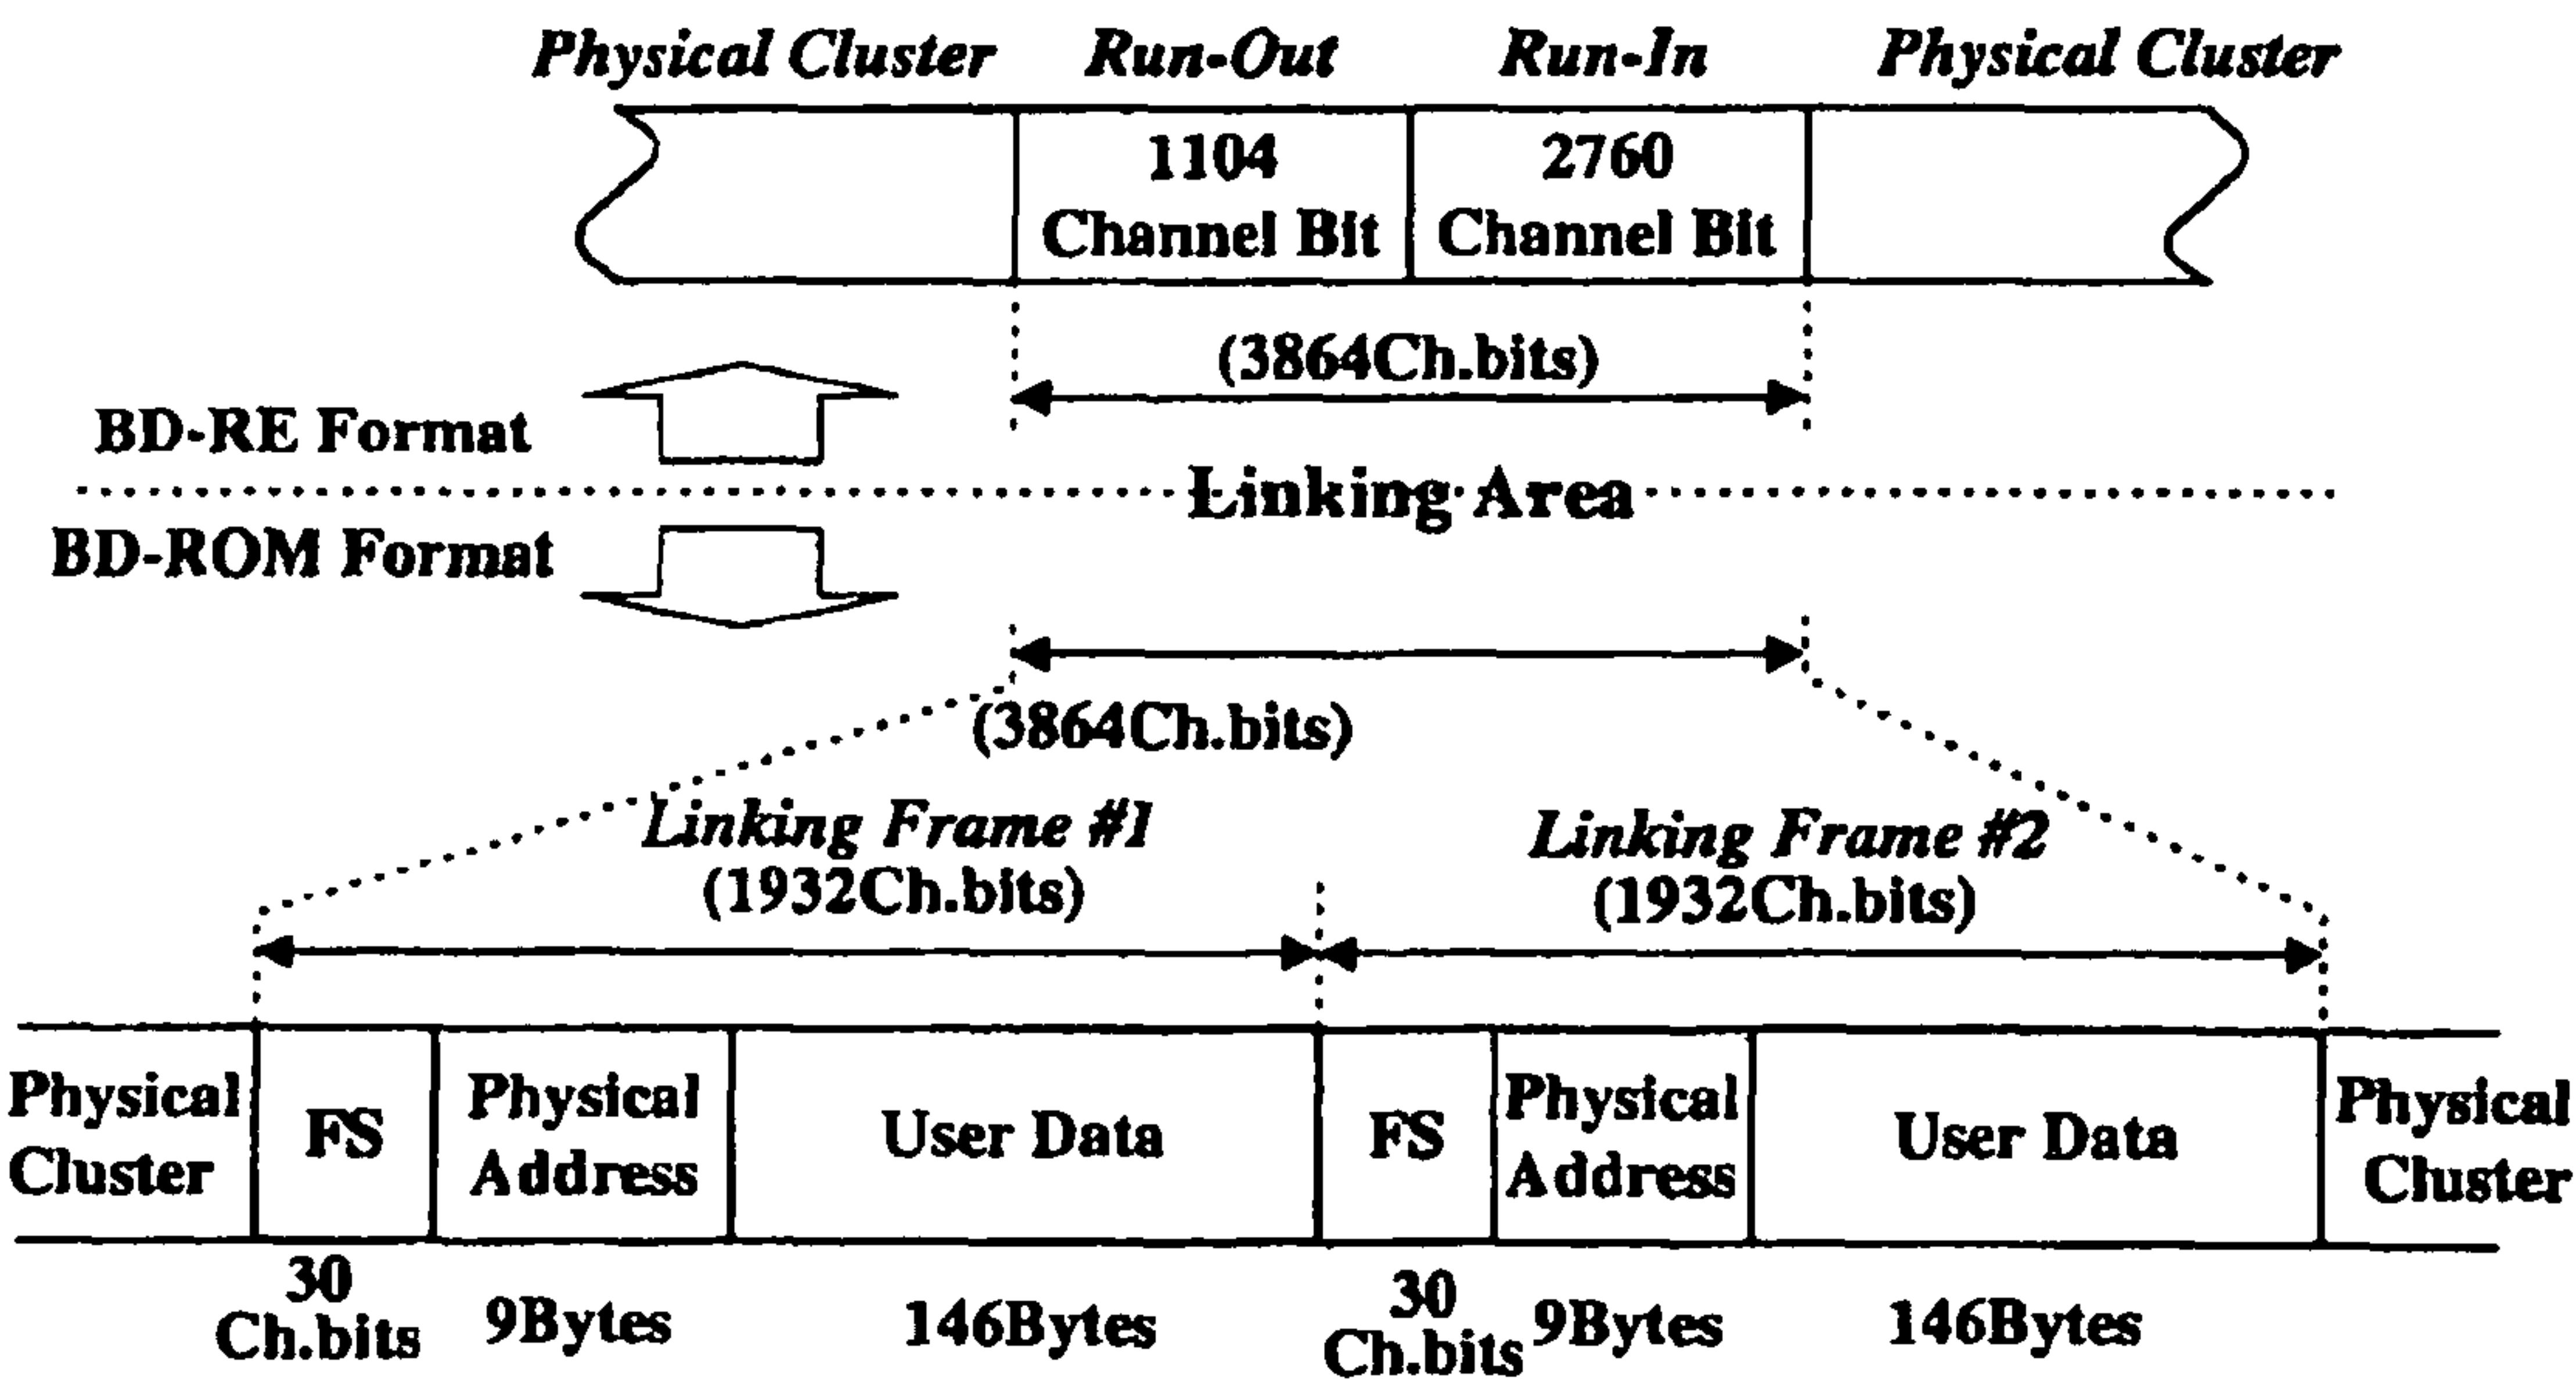 Physical Cluster Run-Out Run-In Physical Cluster
1104 2760
Channel Bit Channel Bit
(3864Ch.bits)
BD-RE Format
Linking Area
BD-ROM Format
(3864Ch.bits)
Linking Frame #1 Linking Frame #2
(1932Ch.bits) (1932Ch.bits)
Physical Physical Physical Physical
Cluster FS Address User Data FS Address User Data Cluster
30 30
Ch.bits 9Bytes 146Bytes Ch.bits 9Bytes 146Bytes